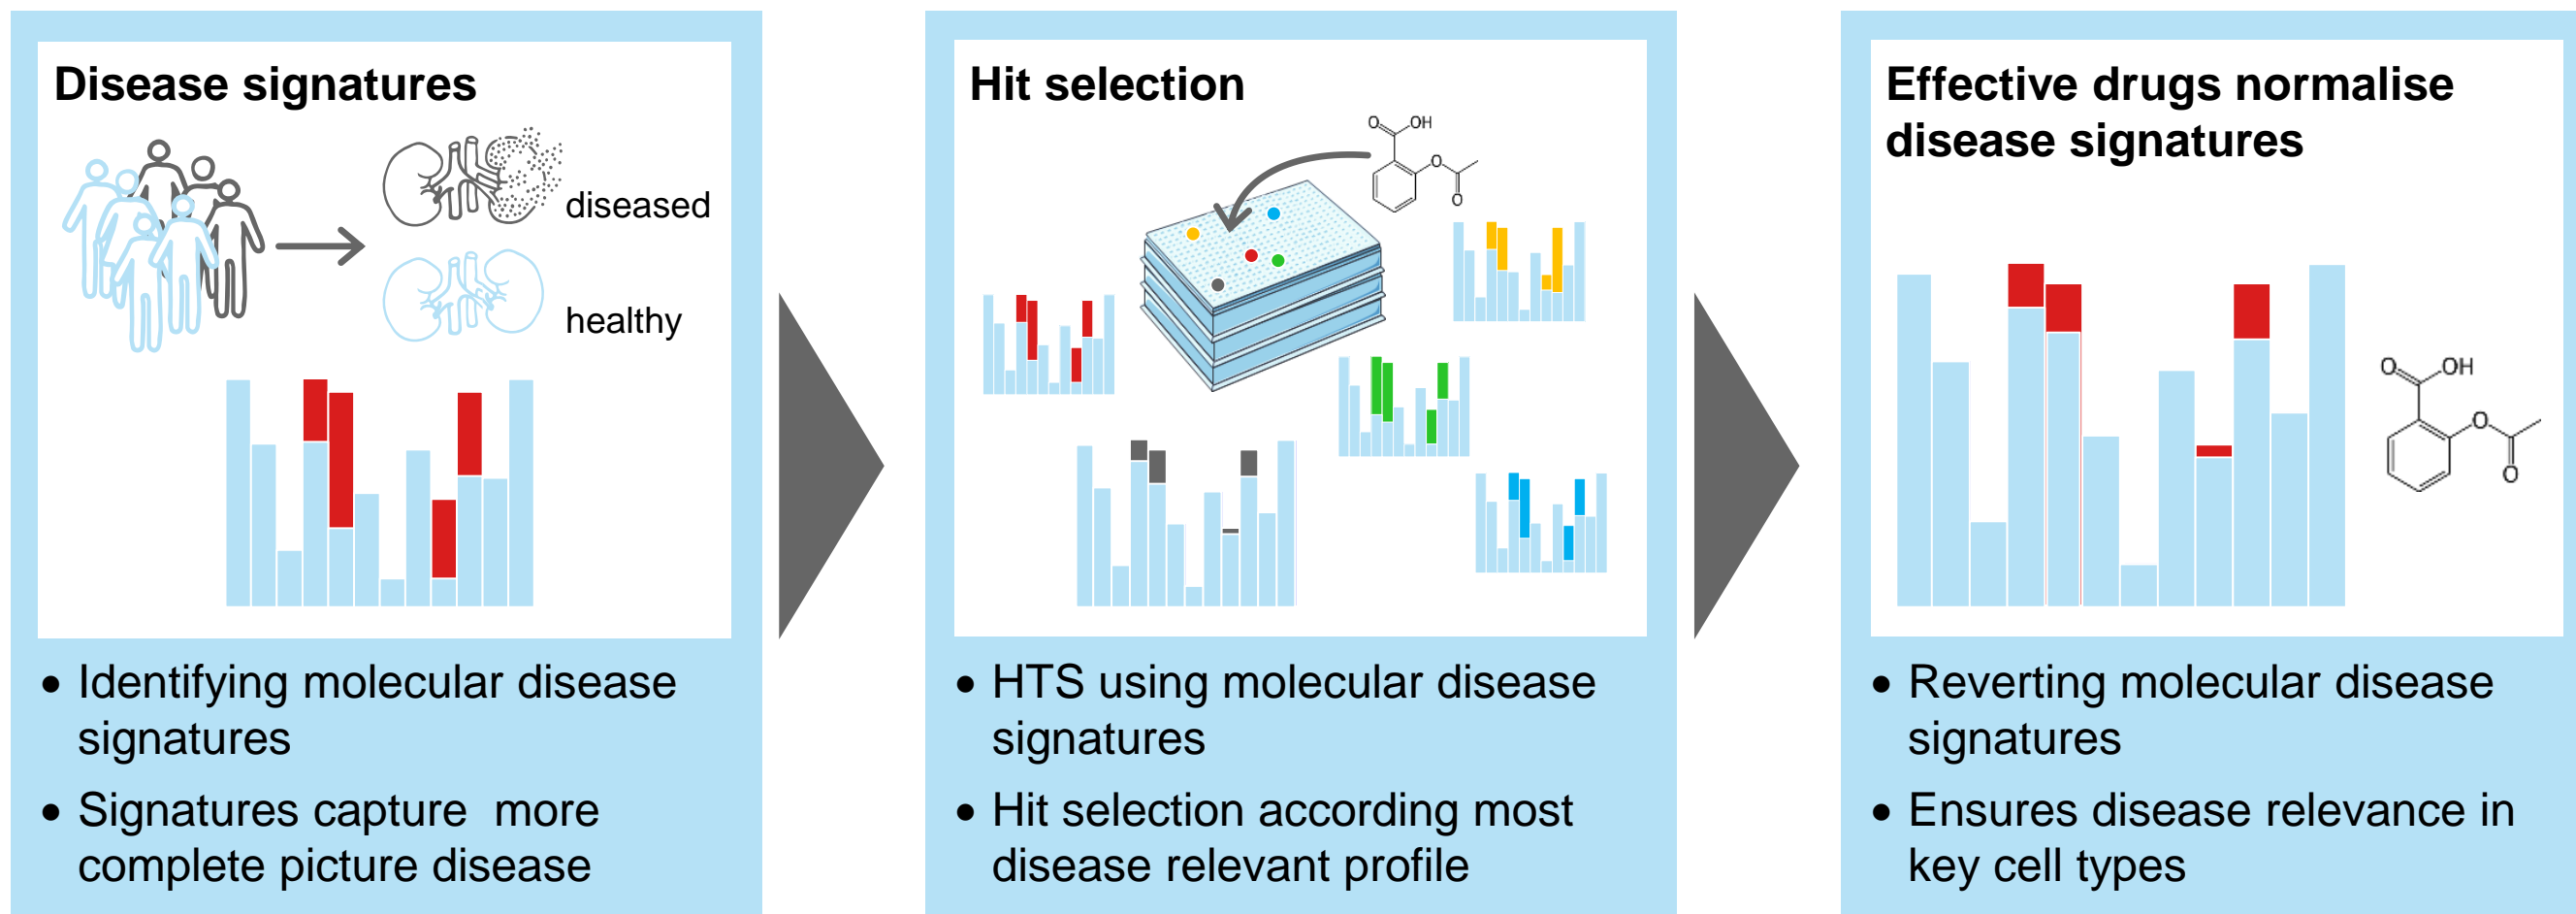 Disease signatures
diseased
healthy
• Identifying molecular disease
signatures
• Signatures capture  more
complete picture disease
Hit selection
O
OH
O
O
• HTS using molecular disease
signatures
• Hit selection according most
disease relevant profile
Effective drugs normalise
disease signatures
O
OH
O
O
• Reverting molecular disease
signatures
• Ensures disease relevance in
key cell types